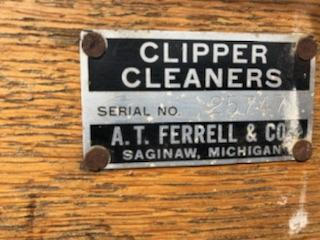 CLIPPER
CLEANERS
SERIAL NO.
A. T. FERRELL & CO.
SAGINAW, MICHIGAN